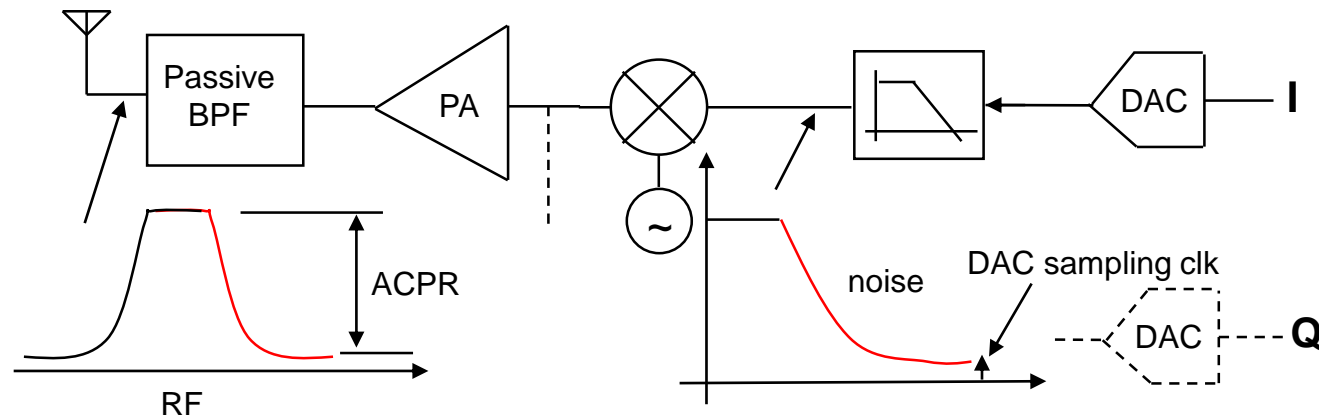 Passive
BPF
PA
DAC
I
~
ACPR
noise
DAC sampling clk
DAC
Q
RF